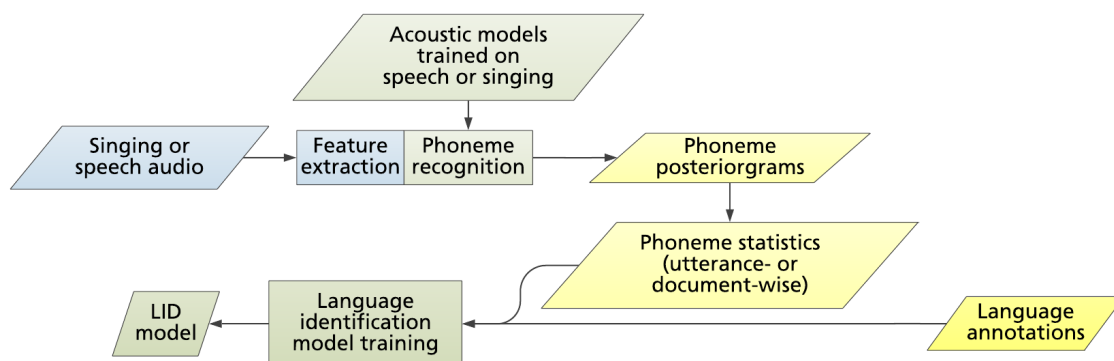 Acoustic models
trained on
speech or singing
Singing or
speech audio
Feature
extraction
Phoneme
recognition
Phoneme
posteriorgrams
Phoneme statistics
(utterance- or
document-wise)
LID
model
Language
identification
model training
Language
annotations